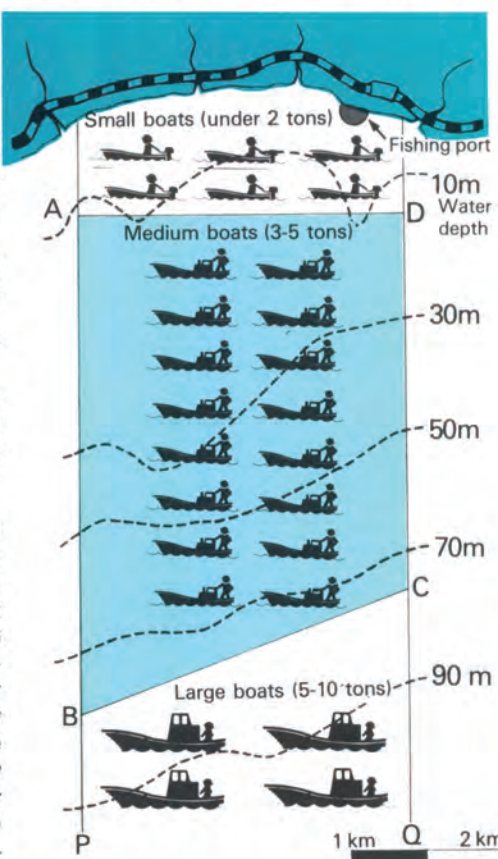 Small boats (under 2 tons)
Fishing port
A
10m
Water
depth
D
Medium boats (3-5 tons)
30m
50m
70m
C
90 m
Large boats (5-10 tons)
B
P
Q
1 km
2 km